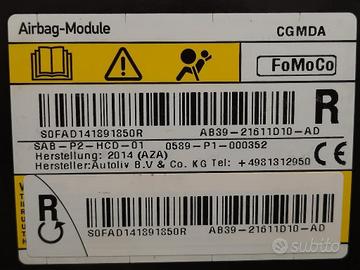 Airbag-Module
CGMDA
FoMoCo
R
S0FAD141891850R AB39-21611D10-AD
SAB-P2-HCD-01 0589-P1-000352
Herstellung: 2014 (AZA)
Hersteller:Autoliv B.V & Co. KG Tel: +4981312950
CE
R
S0FAD141891850R AB39-21611D10-AD
subito